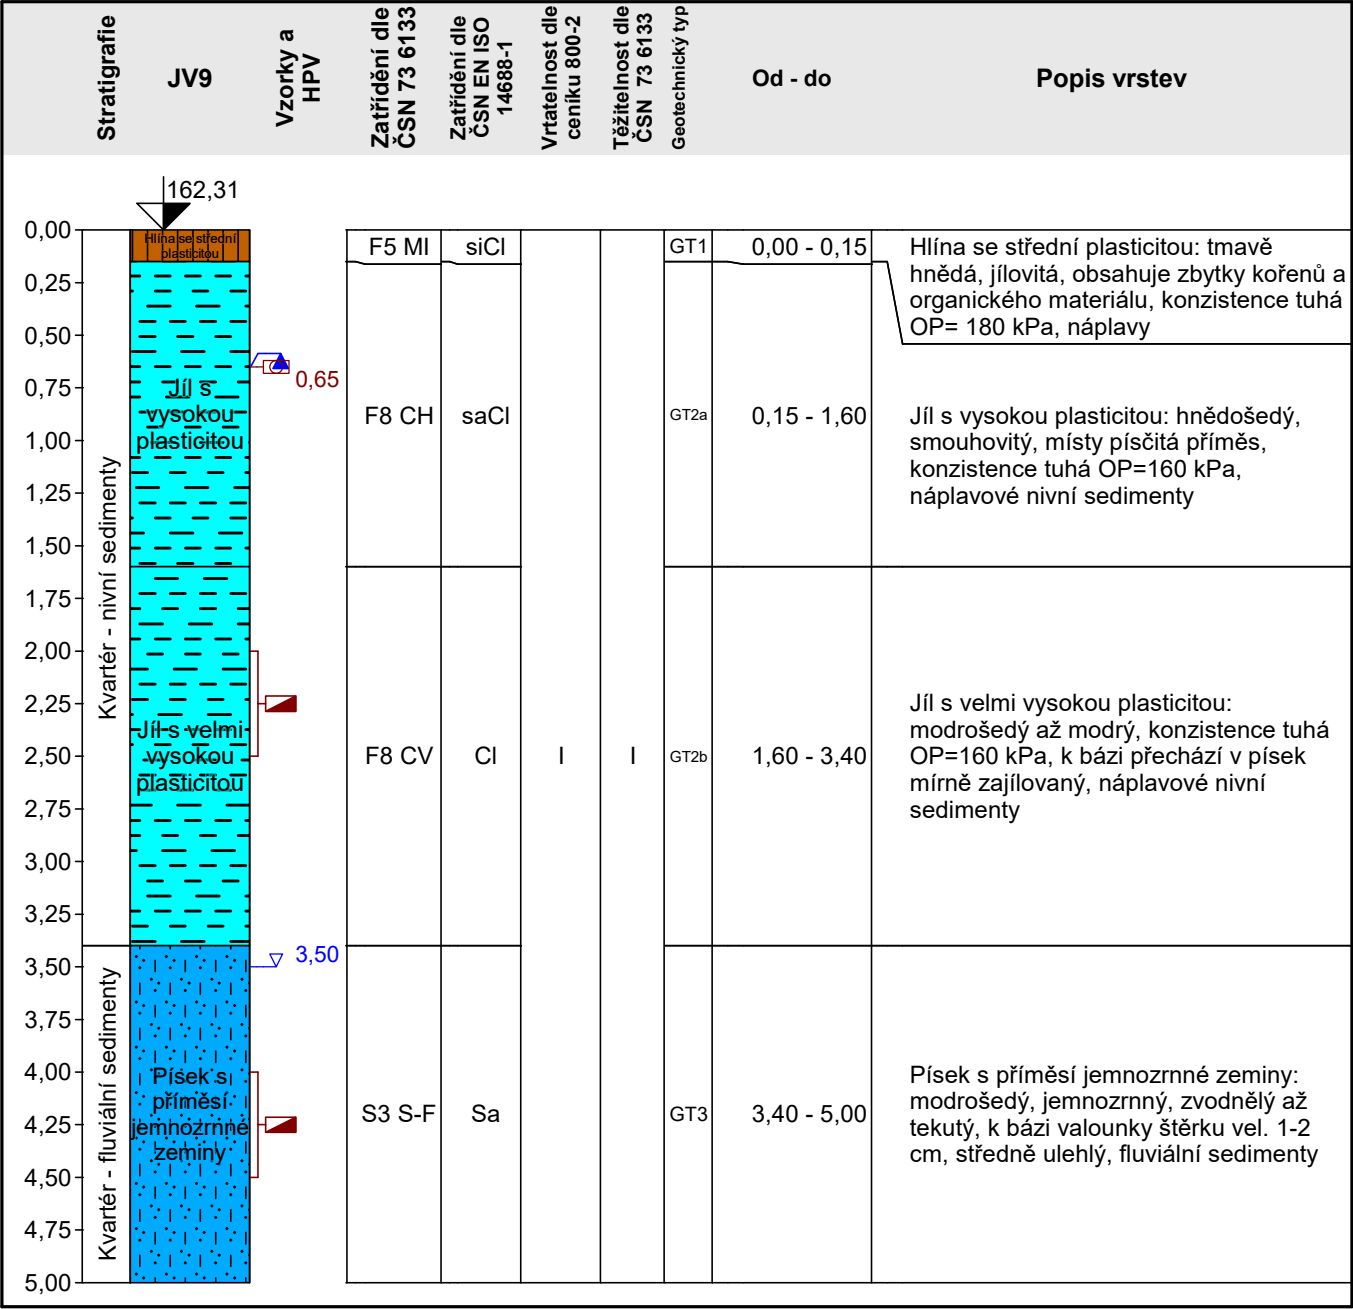 Stratigrafie
JV9
Vzorky a
HPV
Zatřídění dle
ČSN 73 6133
Zatřídění dle
ČSN EN ISO
14688-1
Vrtatelnost dle
ceníku 800-2
Těžitelnost dle
ČSN 73 6133
Geotechnický typ
Od - do
Popis vrstev
162,31
0,00
0,25
0,50
0,75
1,00
1,25
1,50
1,75
2,00
2,25
2,50
2,75
3,00
3,25
3,50
3,75
4,00
4,25
4,50
4,75
5,00
Kvartér - nivní sedimenty
Kvartér - fluviální sedimenty
Hlína se střední
plasticitou
F5 MI
siCl
GT1
0,00 - 0,15
Hlína se střední plasticitou: tmavě
hnědá, jílovitá, obsahuje zbytky kořenů a
organického materiálu, konzistence tuhá
OP= 180 kPa, náplavy
0,65
Jíl s
vysokou
plasticitou
F8 CH
saCl
GT2a
0,15 - 1,60
Jíl s vysokou plasticitou: hnědošedý,
smouhovitý, místy písčitá příměs,
konzistence tuhá OP=160 kPa,
náplavové nivní sedimenty
Jíl s velmi
vysokou
plasticitou
F8 CV
Cl
I
I
GT2b
1,60 - 3,40
Jíl s velmi vysokou plasticitou:
modrošedý až modrý, konzistence tuhá
OP=160 kPa, k bázi přechází v písek
mírně zajílovaný, náplavové nivní
sedimenty
3,50
Písek s
příměsí
jemnozrnné
zeminy
S3 S-F
Sa
GT3
3,40 - 5,00
Písek s příměsí jemnozrnné zeminy:
modrošedý, jemnozrnný, zvodnělý až
tekutý, k bázi valounky štěrku vel. 1-2
cm, středně ulehlý, fluviální sedimenty